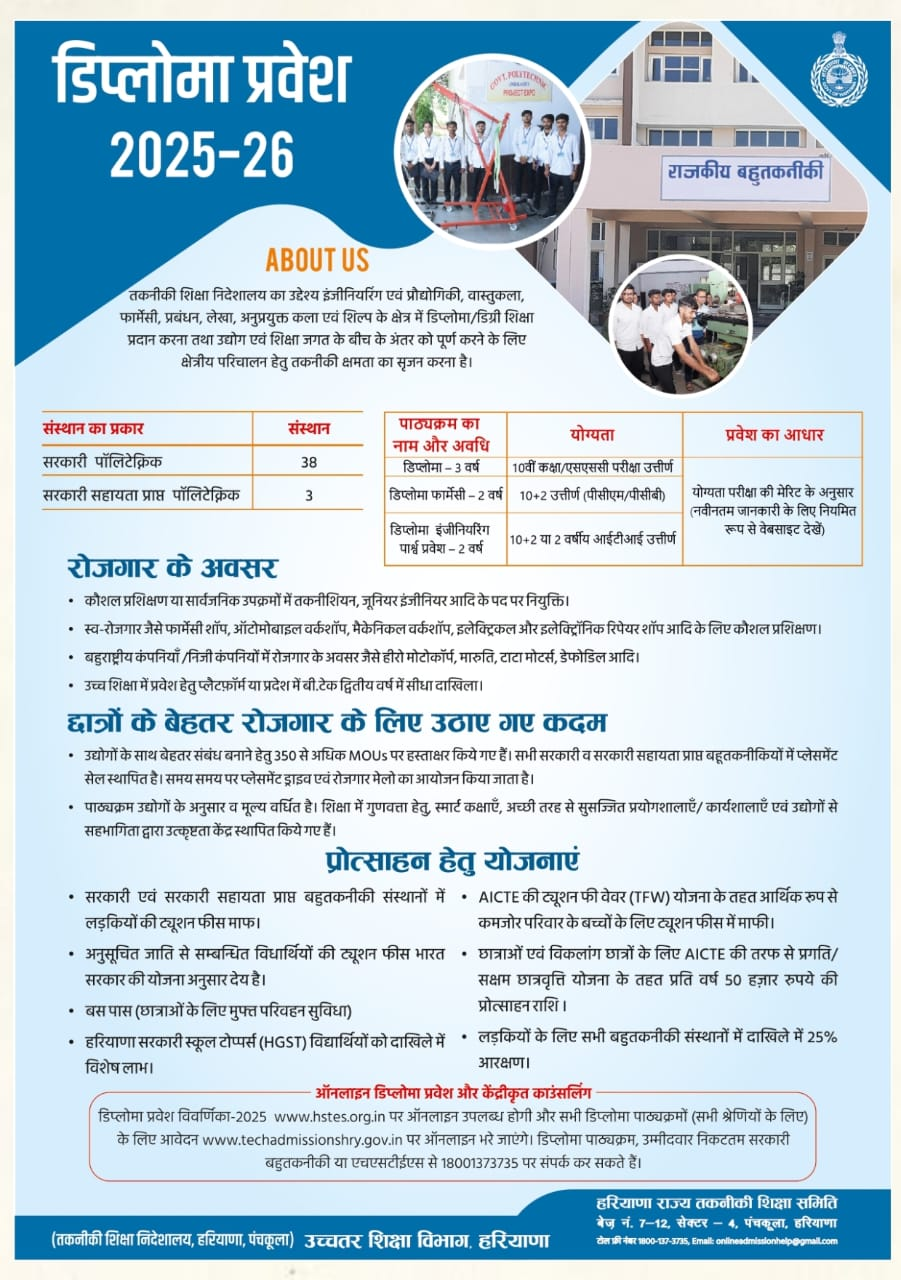 डिप्लोमा प्रवेश
2025-26
GOVT. POLYTECHNIC
PROJECT EXPO
राजकीय बहुतकनीकी
ABOUT US
तकनीकी शिक्षा निदेशालय का उद्देश्य इंजीनियरिंग एवं प्रौद्योगिकी, वास्तुकला,
फार्मेसी, प्रबंधन, लेखा, अनुप्रयुक्त कला एवं शिल्प के क्षेत्र में डिप्लोमा/डिग्री शिक्षा
प्रदान करना तथा उद्योग एवं शिक्षा जगत के बीच के अंतर को पूर्ण करने के लिए
क्षेत्रीय परिचालन हेतु तकनीकी क्षमता का सृजन करना है।
संस्थान का प्रकार संस्थान
सरकारी पॉलिटेक्निक 38
सरकारी सहायता प्राप्त पॉलिटेक्निक 3
पाठ्यक्रम का
नाम और अवधि
योग्यता
प्रवेश का आधार
डिप्लोमा – 3 वर्ष
10वीं कक्षा/एसएससी परीक्षा उत्तीर्ण
डिप्लोमा फार्मेसी – 2 वर्ष
10+2 उत्तीर्ण (पीसीएम/पीसीबी)
डिप्लोमा इंजीनियरिंग
पार्श्व प्रवेश – 2 वर्ष
10+2 या 2 वर्षीय आईटीआई उत्तीर्ण
योग्यता परीक्षा की मेरिट के अनुसार
(नवीनतम जानकारी के लिए नियमित
रूप से वेबसाइट देखें)
रोजगार के अवसर
• कौशल प्रशिक्षण या सार्वजनिक उपक्रमों में तकनीशियन, जूनियर इंजीनियर आदि के पद पर नियुक्ति।
• स्व-रोजगार जैसे फार्मेसी शॉप, ऑटोमोबाइल वर्कशॉप, मैकेनिकल वर्कशॉप, इलेक्ट्रिकल और इलेक्ट्रॉनिक रिपेयर शॉप आदि के लिए कौशल प्रशिक्षण।
• बहुराष्ट्रीय कंपनियाँ /निजी कंपनियों में रोजगार के अवसर जैसे हीरो मोटोकॉर्प, मारुति, टाटा मोटर्स, डेफोडिल आदि।
• उच्च शिक्षा में प्रवेश हेतु प्लैटफ़ॉर्म या प्रदेश में बी.टेक द्वितीय वर्ष में सीधा दाखिला।
छात्रों के बेहतर रोजगार के लिए उठाए गए कदम
• उद्योगों के साथ बेहतर संबंध बनाने हेतु 350 से अधिक MOUs पर हस्ताक्षर किये गए हैं। सभी सरकारी व सरकारी सहायता प्राप्त बहुतकनीकियों में प्लेसमेंट
सेल स्थापित है। समय समय पर प्लेसमेंट ड्राइव एवं रोजगार मेलो का आयोजन किया जाता है।
• पाठ्यक्रम उद्योगों के अनुसार व मूल्य वर्धित है। शिक्षा में गुणवत्ता हेतु, स्मार्ट कक्षाएँ, अच्छी तरह से सुसज्जित प्रयोगशालाएँ/ कार्यशालाएँ एवं उद्योगों से
सहभागिता द्वारा उत्कृष्टता केंद्र स्थापित किये गए हैं।
प्रोत्साहन हेतु योजनाएं
• सरकारी एवं सरकारी सहायता प्राप्त बहुतकनीकी संस्थानों में
लड़कियों की ट्यूशन फीस माफ।
• अनुसूचित जाति से सम्बन्धित विधार्थियों की ट्यूशन फीस भारत
सरकार की योजना अनुसार देय है।
• बस पास (छात्राओं के लिए मुफ्त परिवहन सुविधा)
• हरियाणा सरकारी स्कूल टोप्पर्स (HGST) विद्यार्थियों को दाखिले में
विशेष लाभ।
• AICTE की ट्यूशन फी वेवर (TFW) योजना के तहत आर्थिक रूप से
कमजोर परिवार के बच्चों के लिए ट्यूशन फीस में माफी।
• छात्राओं एवं विकलांग छात्रों के लिए AICTE की तरफ से प्रगति/
सक्षम छात्रवृत्ति योजना के तहत प्रति वर्ष 50 हज़ार रुपये की
प्रोत्साहन राशि ।
• लड़कियों के लिए सभी बहुतकनीकी संस्थानों में दाखिले में 25%
आरक्षण।
ऑनलाइन डिप्लोमा प्रवेश और केंद्रीकृत काउंसलिंग
डिप्लोमा प्रवेश विवर्णिका-2025 www.hstes.org.in पर ऑनलाइन उपलब्ध होगी और सभी डिप्लोमा पाठ्यक्रमों (सभी श्रेणियों के लिए)
के लिए आवेदन www.techadmissionshry.gov.in पर ऑनलाइन भरे जाएंगे। डिप्लोमा पाठ्यक्रम, उम्मीदवार निकटतम सरकारी
बहुतकनीकी या एचएसटीईएस से 18001373735 पर संपर्क कर सकते हैं।
(तकनीकी शिक्षा निदेशालय, हरियाणा, पंचकूला) उच्चतर शिक्षा विभाग, हरियाणा
हरियाणा राज्य तकनीकी शिक्षा समिति
बेज़ नं. 7–12, सेक्टर – 4, पंचकूला, हरियाणा
टोल फ्री नंबर 1800-137-3735, Email: onlineadmissionhelp@gmail.com